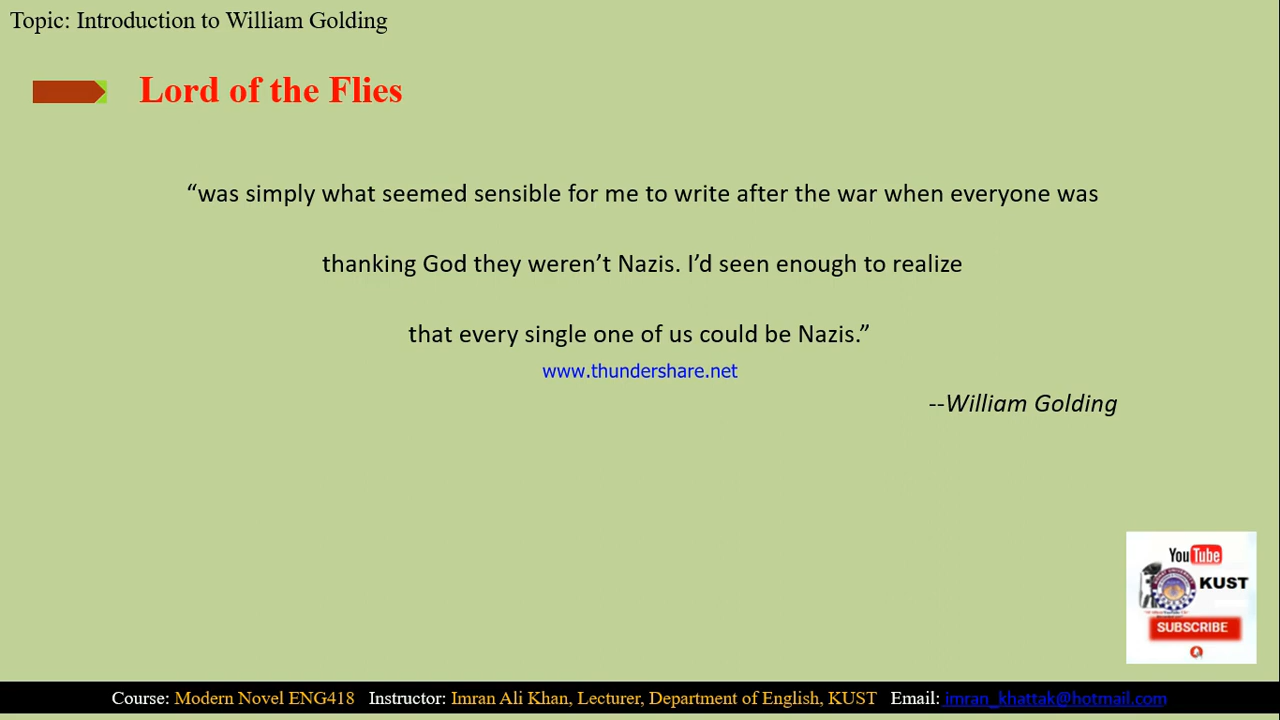 Topic: Introduction to William Golding
Lord of the Flies
“was simply what seemed sensible for me to write after the war when everyone was
thanking God they weren’t Nazis. I’d seen enough to realize
that every single one of us could be Nazis.”
www.thundershare.net
--William Golding
YouTube
KUST
SUBSCRIBE
Course: Modern Novel ENG418 Instructor: Imran Ali Khan, Lecturer, Department of English, KUST Email: imran_khattak@hotmail.com